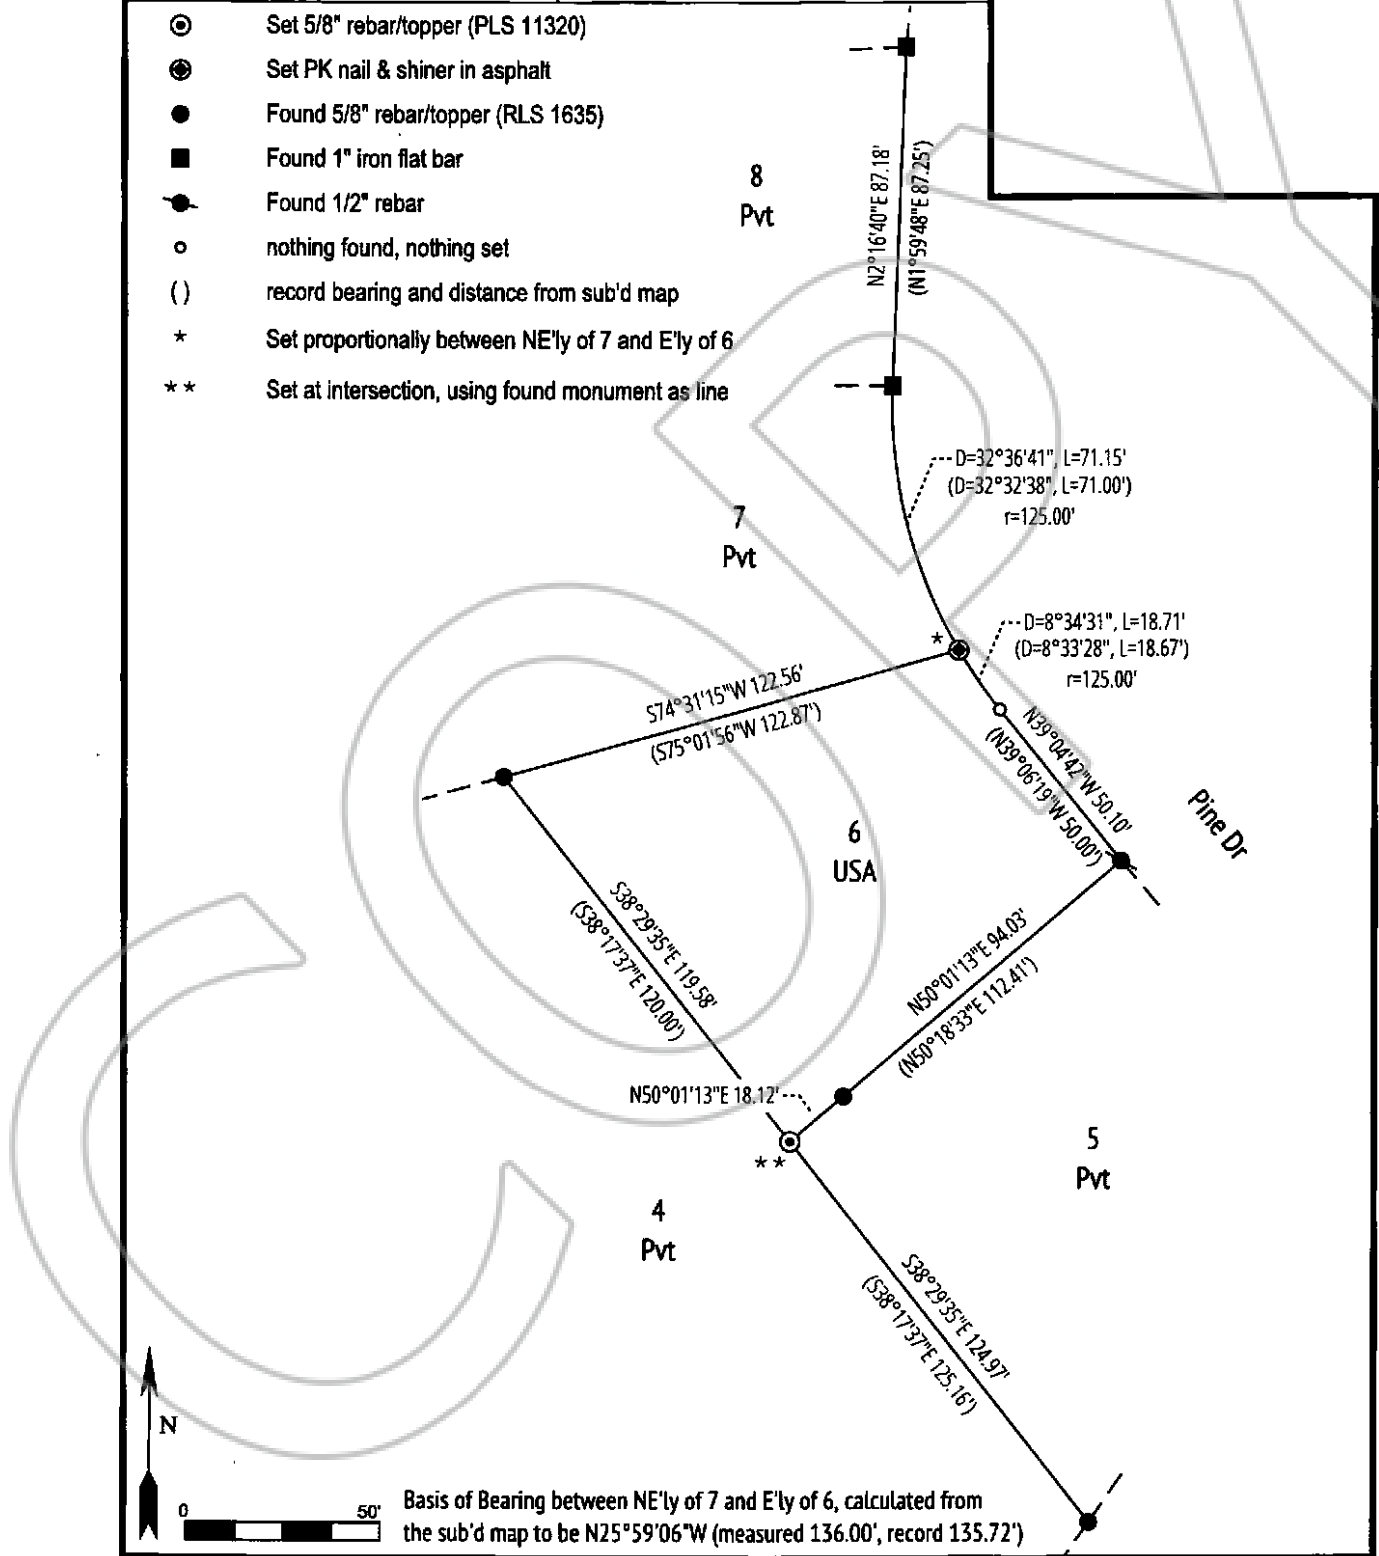 Set 5/8" rebar/topper (PLS 11320)
Set PK nail & shiner in asphalt
Found 5/8" rebar/topper (RLS 1635)
Found 1" iron flat bar
Found 1/2" rebar
nothing found, nothing set
( ) record bearing and distance from sub'd map
* Set proportionally between NE'ly of 7 and E'ly of 6
** Set at intersection, using found monument as line
8
Pvt
N2°16'40"E 87.18'
(N1°59'48"E 87.25')
D=32°36'41", L=71.15'
(D=32°32'38", L=71.00')
r=125.00'
7
Pvt
*
D=8°34'31", L=18.71'
(D=8°33'28", L=18.67')
r=125.00'
S74°31'15"W 122.56'
(S75°01'56"W 122.87')
N39°04'42"W 50.10'
(N39°06'19"W 50.00')
Pine Dr
6
USA
S38°29'35"E 119.58'
(S38°17'37"E 120.00')
N50°01'13"E 94.03'
(N50°18'33"E 112.41')
N50°01'13"E 18.12'
**
5
Pvt
4
Pvt
S38°29'35"E 124.97'
(S38°17'37"E 125.16')
N
0 50'
Basis of Bearing between NE'ly of 7 and E'ly of 6, calculated from
the sub'd map to be N25°59'06"W (measured 136.00', record 135.72')
COPY